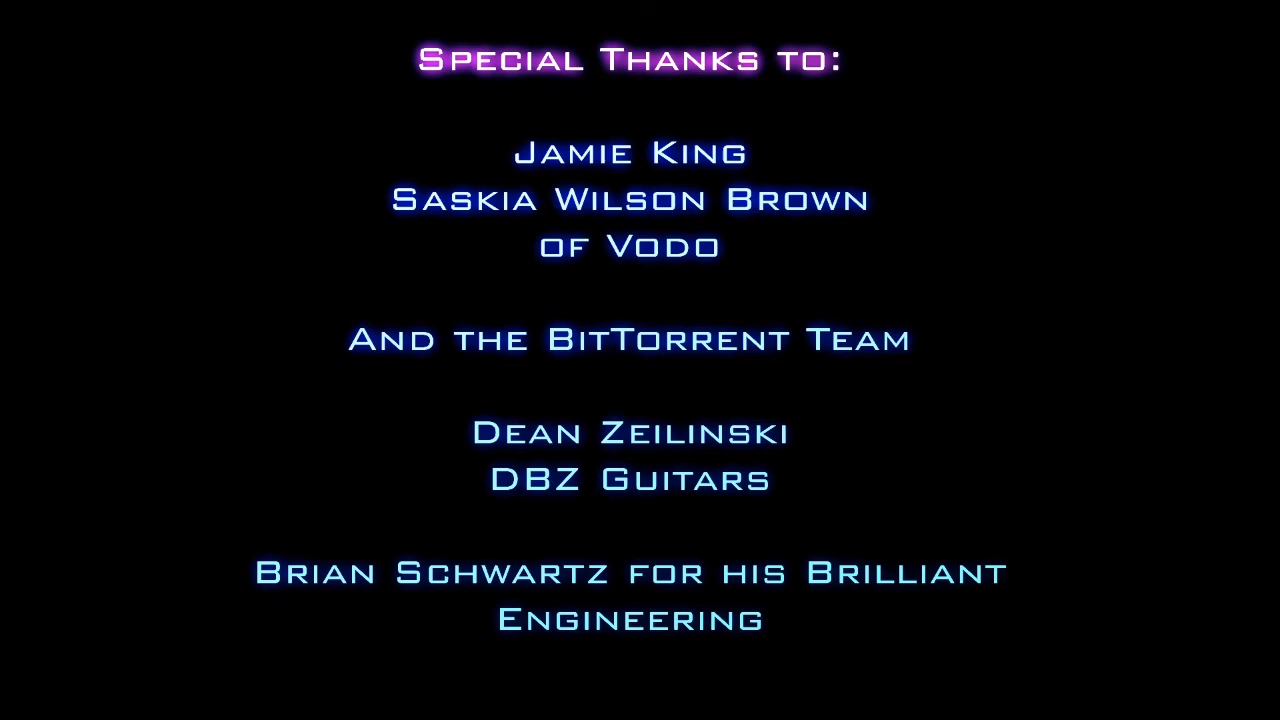 Special Thanks to:
Jamie King
Saskia Wilson Brown
of Vodo
And the BitTorrent Team
Dean Zeilinski
DBZ Guitars
Brian Schwartz for his Brilliant
Engineering